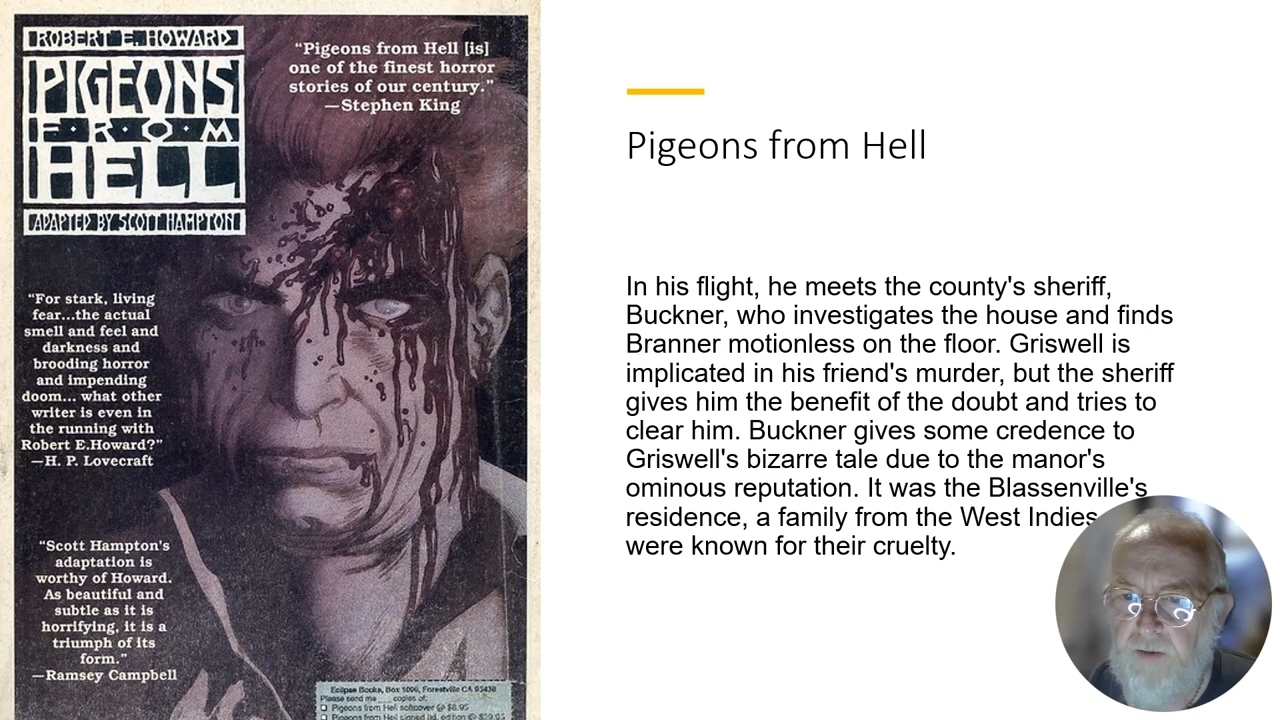 ROBERT E. HOWARD
PIGEONS
FROM
HELL
ADAPTED BY SCOTT HAMPTON
“Pigeons from Hell [is]
one of the finest horror
stories of our century.”
—Stephen King
“For stark, living
fear...the actual
smell and feel and
darkness and
brooding horror
and impending
doom... what other
writer is even in
the running with
Robert E.Howard?”
—H. P. Lovecraft
“Scott Hampton's
adaptation is
worthy of Howard.
As beautiful and
subtle as it is
horrifying, it is a
triumph of its
form.”
—Ramsey Campbell
Eclipse Books, Box 1099, Forestville CA 95436
Please send me ___ copies of:
Pigeons from Hell softcover @ $8.95
Pigeons from Hell signed ltd. edition @ $29.95
Pigeons from Hell
In his flight, he meets the county's sheriff,
Buckner, who investigates the house and finds
Branner motionless on the floor. Griswell is
implicated in his friend's murder, but the sheriff
gives him the benefit of the doubt and tries to
clear him. Buckner gives some credence to
Griswell's bizarre tale due to the manor's
ominous reputation. It was the Blassenville's
residence, a family from the West Indies
were known for their cruelty.